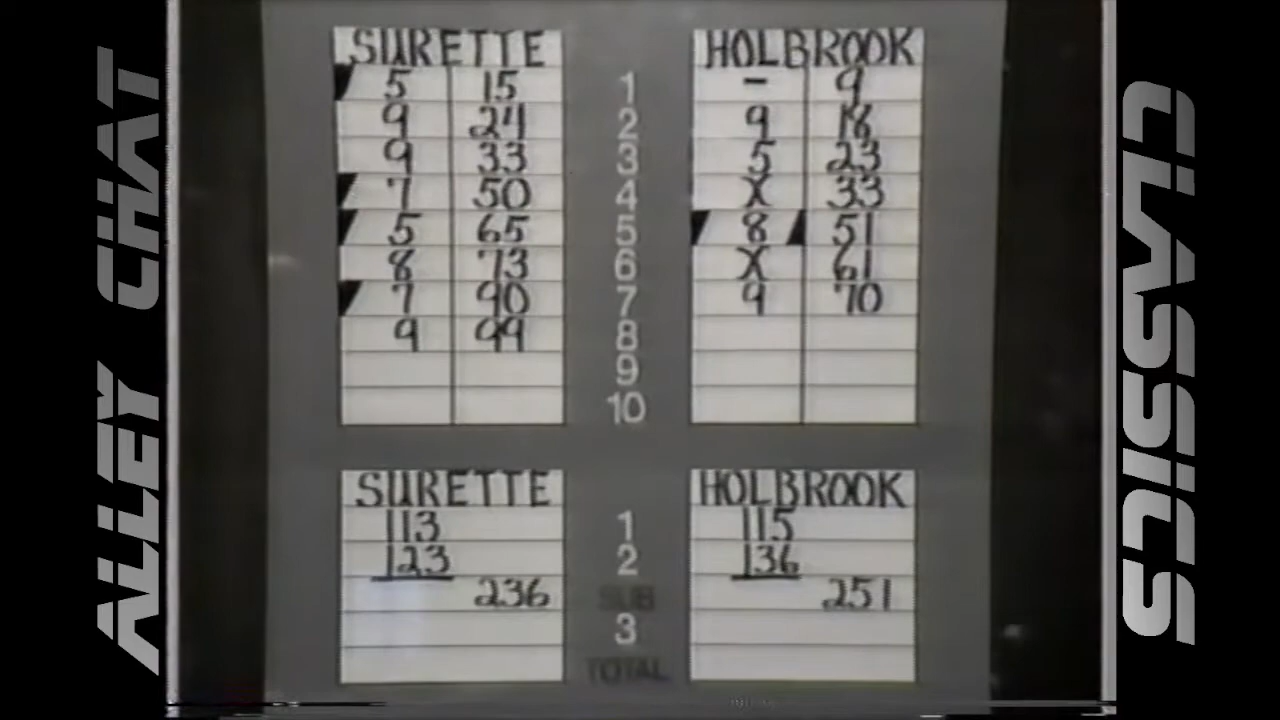 ALLEY CHAT
SURETTE HOLBROOK
5 15 1 - 9
9 24 2 9 18
9 33 3 5 23
7 50 4 X 33
5 65 5 8 51
8 73 6 X 61
7 90 7 9 70
9 99 8
9
10
SURETTE HOLBROOK
113 1 115
123 2 136
236 SUB 251
3
TOTAL
CLASSICS